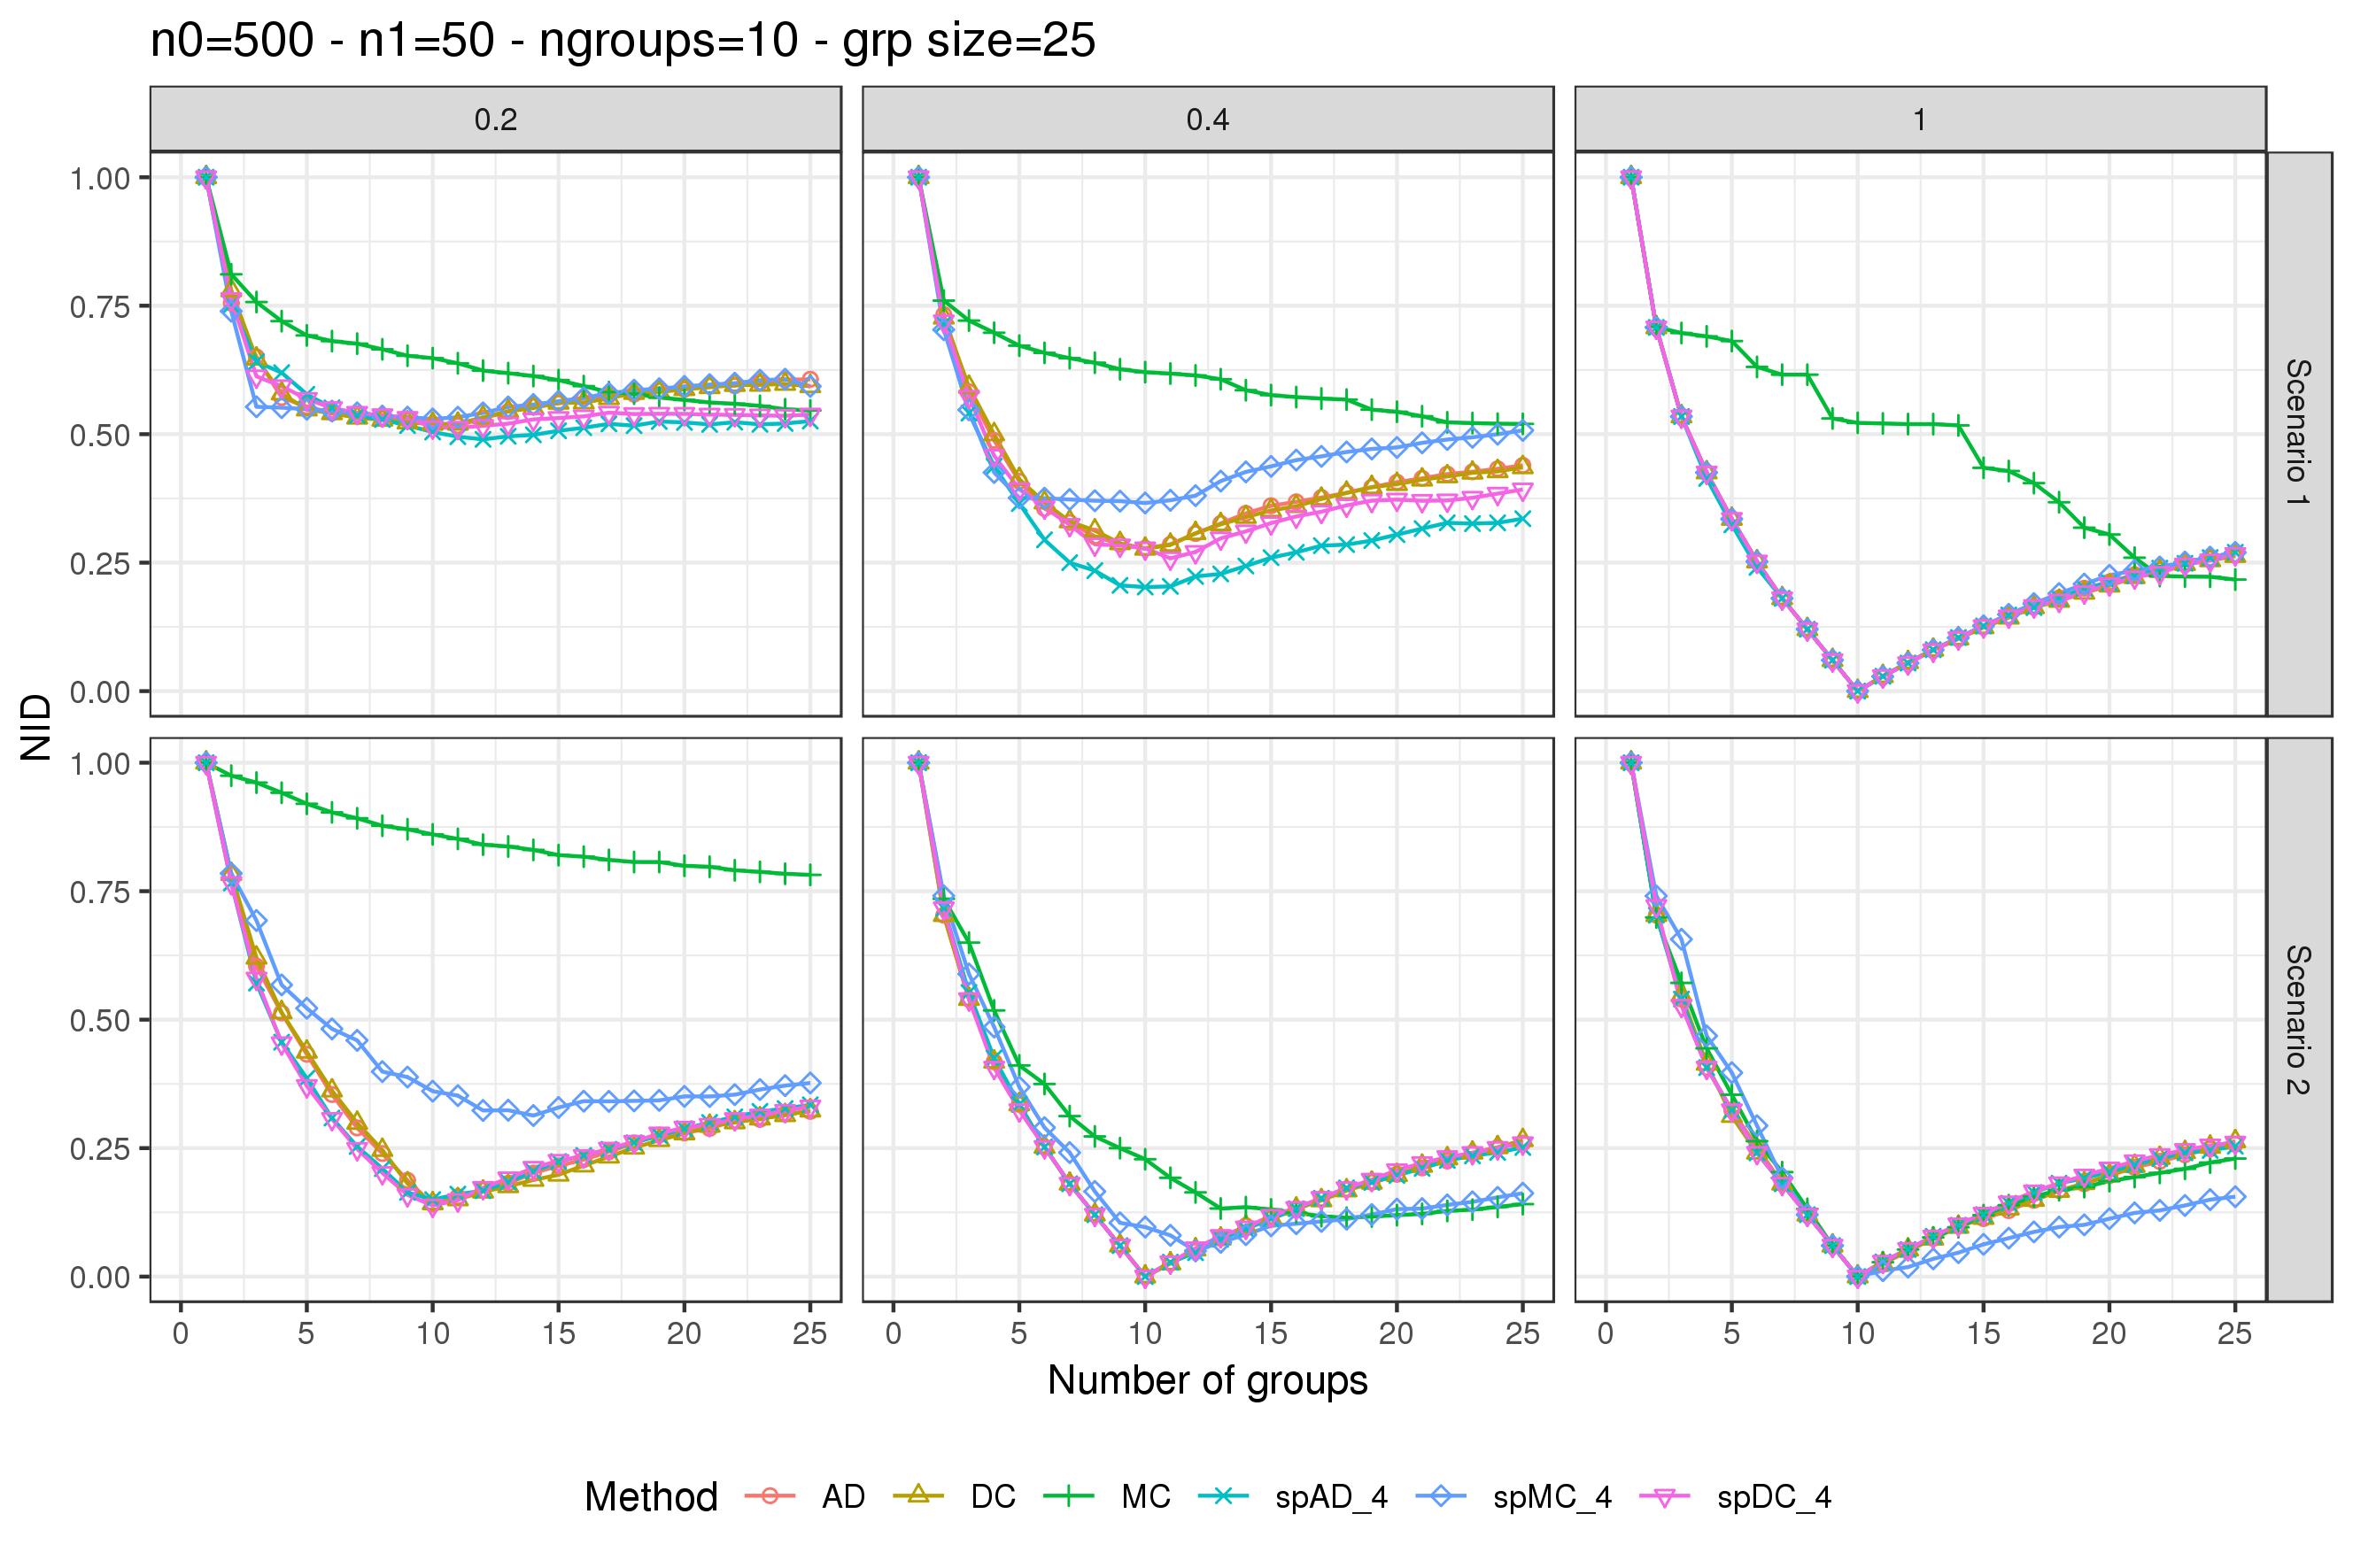 n0=500 - n1=50 - ngroups=10 - grp size=25
0.2
0.4
1
1.00
0.75
0.50
0.25
0.00
Scenario 1
NID
1.00
0.75
0.50
0.25
0.00
Scenario 2
0 5 10 15 20 25
0 5 10 15 20 25
0 5 10 15 20 25
Number of groups
Method AD DC MC spAD_4 spMC_4 spDC_4